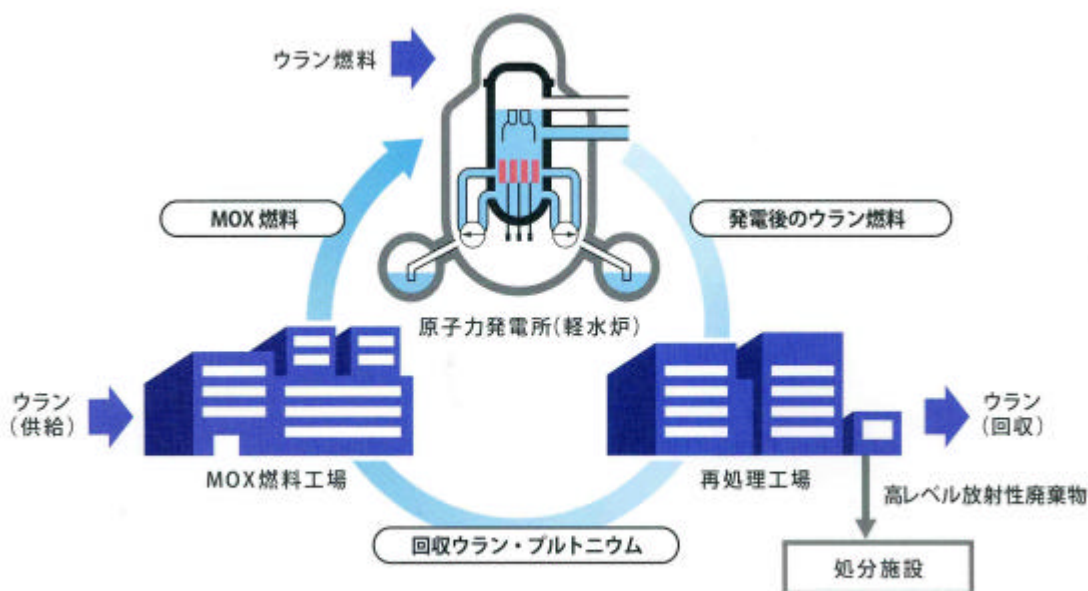 ウラン燃料
MOX 燃料
発電後のウラン燃料
原子力発電所(軽水炉)
ウラン
(供給)
ウラン
(回収)
MOX燃料工場
再処理工場
高レベル放射性廃棄物
回収ウラン・プルトニウム
処分施設